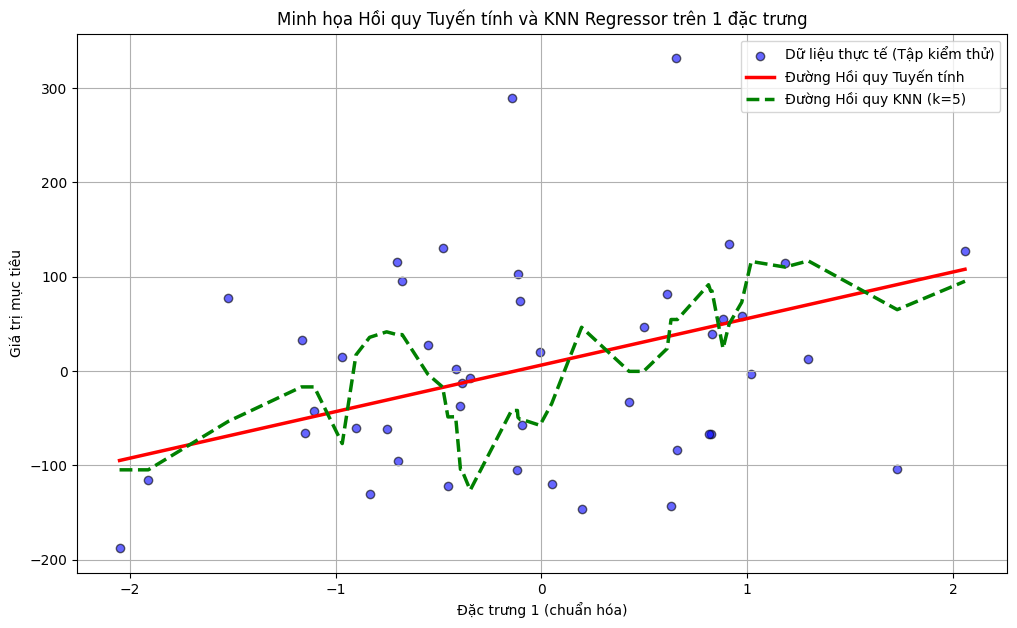 Minh họa Hồi quy Tuyến tính và KNN Regressor trên 1 đặc trưng
Dữ liệu thực tế (Tập kiểm thử)
Đường Hồi quy Tuyến tính
Đường Hồi quy KNN (k=5)
Giá trị mục tiêu
300
200
100
0
−100
−200
−2
−1
0
1
2
Đặc trưng 1 (chuẩn hóa)